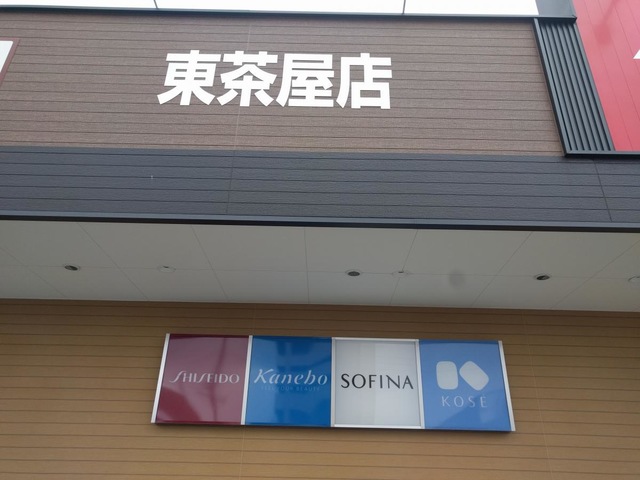 東茶屋店
SHISEIDO
Kanebo
SOFINA
KOSE